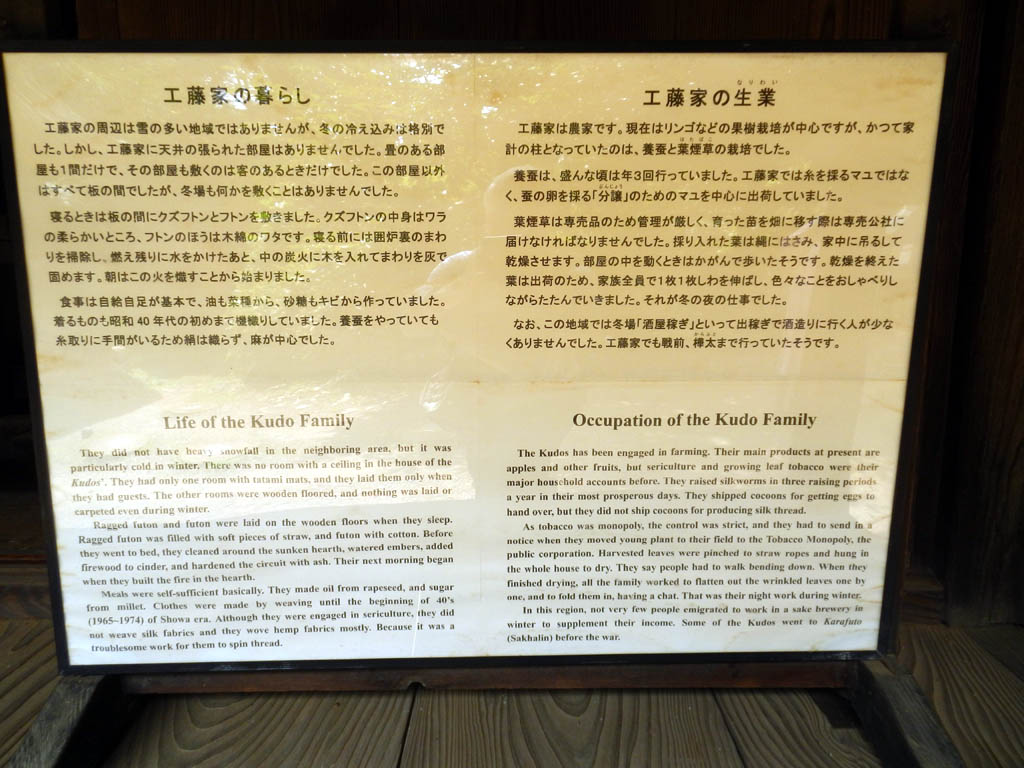 工藤家の暮らし
工藤家の周辺は雪の多い地域ではありませんが、冬の冷え込みは格別で
した。しかし、工藤家に天井の張られた部屋はありませんでした。畳のある部
屋も1間だけで、その部屋も敷くのは客のあるときだけでした。この部屋以外
はすべて板の間でしたが、冬場も何かを敷くことはありませんでした。
寝るときは板の間にクズフトンとフトンを敷きました。クズフトンの中身はワラ
の柔らかいところ、フトンのほうは木綿のワタです。寝る前には囲炉裏のまわ
りを掃除し、燃え残りに水をかけたあと、中の炭火に木を入れてまわりを灰で
固めます。朝はこの火を熾すことから始まりました。
食事は自給自足が基本で、油も菜種から、砂糖もキビから作っていました。
着るものも昭和40年代の初めまで機織りしていました。養蚕をやっていても
糸取りに手間がいるため絹は織らず、麻が中心でした。
Life of the Kudo Family
They did not have heavy snowfall in the neighboring area, but it was
particularly cold in winter. There was no room with a ceiling in the house of the
Kudos'. They had only one room with tatami mats, and they laid them only when
they had guests. The other rooms were wooden floored, and nothing was laid or
carpeted even during winter.
Ragged futon and futon were laid on the wooden floors when they sleep.
Ragged futon was filled with soft pieces of straw, and futon with cotton. Before
they went to bed, they cleaned around the sunken hearth, watered embers, added
firewood to cinder, and hardened the circuit with ash. Their next morning began
when they built the fire in the hearth.
Meals were self-sufficient basically. They made oil from rapeseed, and sugar
from millet. Clothes were made by weaving until the beginning of 40's
(1965–1974) of Showa era. Although they were engaged in sericulture, they did
not weave silk fabrics and they wove hemp fabrics mostly. Because it was a
troublesome work for them to spin thread.
なりわい
工藤家の生業
工藤家は農家です。現在はリンゴなどの果樹栽培が中心ですが、かつて家
はたばこ
計の柱となっていたのは、養蚕と葉煙草の栽培でした。
養蚕は、盛んな頃は年3回行っていました。工藤家では糸を採るマユではな
ぶんじょう
く、蚕の卵を採る「分譲」のためのマユを中心に出荷していました。
葉煙草は専売品のため管理が厳しく、育った苗を畑に移す際は専売公社に
届けなければなりませんでした。採り入れた葉は縄にはさみ、家中に吊るして
乾燥させます。部屋の中を動くときはかがんで歩いたそうです。乾燥を終えた
葉は出荷のため、家族全員で1枚1枚しわを伸ばし、色々なことをおしゃべりし
ながらたたんでいきました。それが冬の夜の仕事でした。
なお、この地域では冬場「酒屋稼ぎ」といって出稼ぎで酒造りに行く人が少な
からふと
くありませんでした。工藤家でも戦前、樺太まで行っていたそうです。
Occupation of the Kudo Family
The Kudos has been engaged in farming. Their main products at present are
apples and other fruits, but sericulture and growing leaf tobacco were their
major household accounts before. They raised silkworms in three raising periods
a year in their most prosperous days. They shipped cocoons for getting eggs to
hand over, but they did not ship cocoons for producing silk thread.
As tobacco was monopoly, the control was strict, and they had to send in a
notice when they moved young plant to their field to the Tobacco Monopoly, the
public corporation. Harvested leaves were pinched to straw ropes and hung in
the whole house to dry. They say people had to walk bending down. When they
finished drying, all the family worked to flatten out the wrinkled leaves one by
one, and to fold them in, having a chat. That was their night work during winter.
In this region, not very few people emigrated to work in a sake brewery in
winter to supplement their income. Some of the Kudos went to Karafuto
(Sakhalin) before the war.